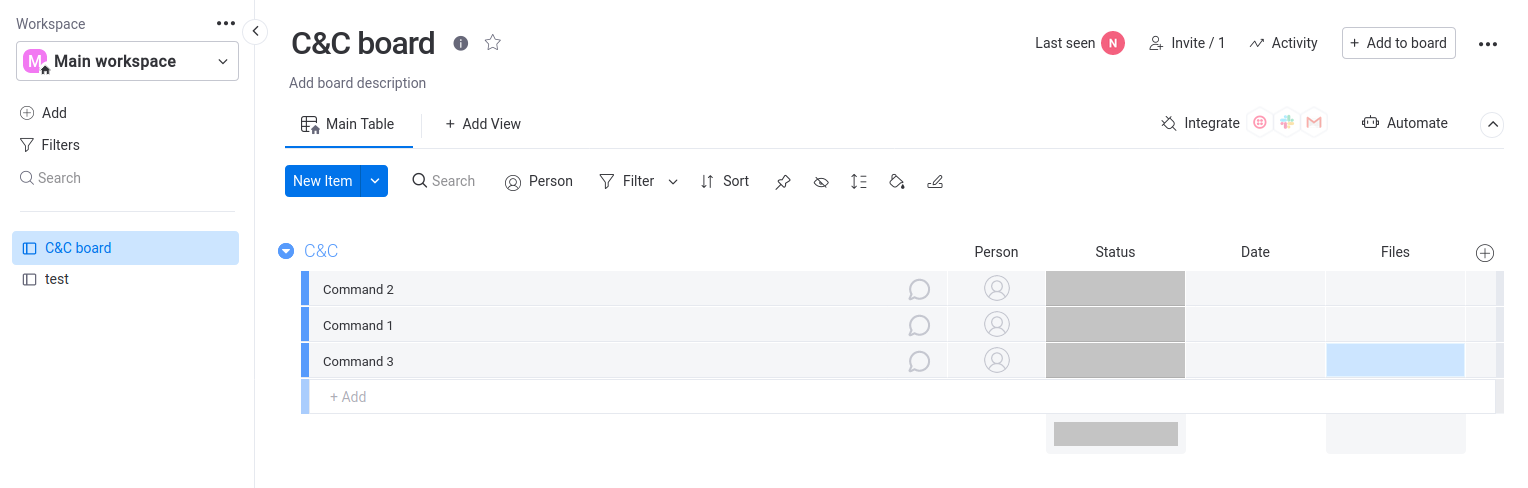 Workspace
M Main workspace
Add
Filters
Search
C&C board
test
C&C board
Last seen N Invite / 1 Activity + Add to board
Add board description
Main Table + Add View Integrate Automate
New Item Search Person Filter Sort
C&C Person Status Date Files
Command 2
Command 1
Command 3
+ Add